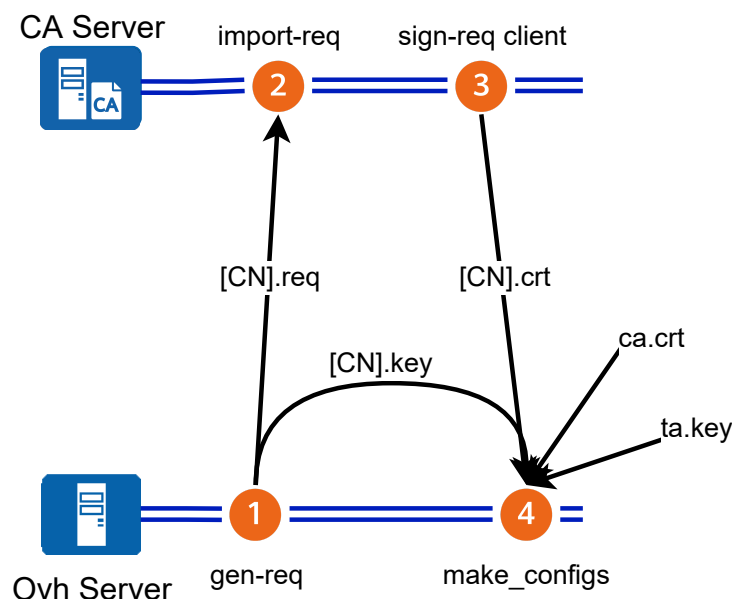 CA Server
import-req
sign-req client
CA
2
3
[CN].req
[CN].crt
ca.crt
[CN].key
ta.key
1
4
Ovh Server
gen-req
make_configs